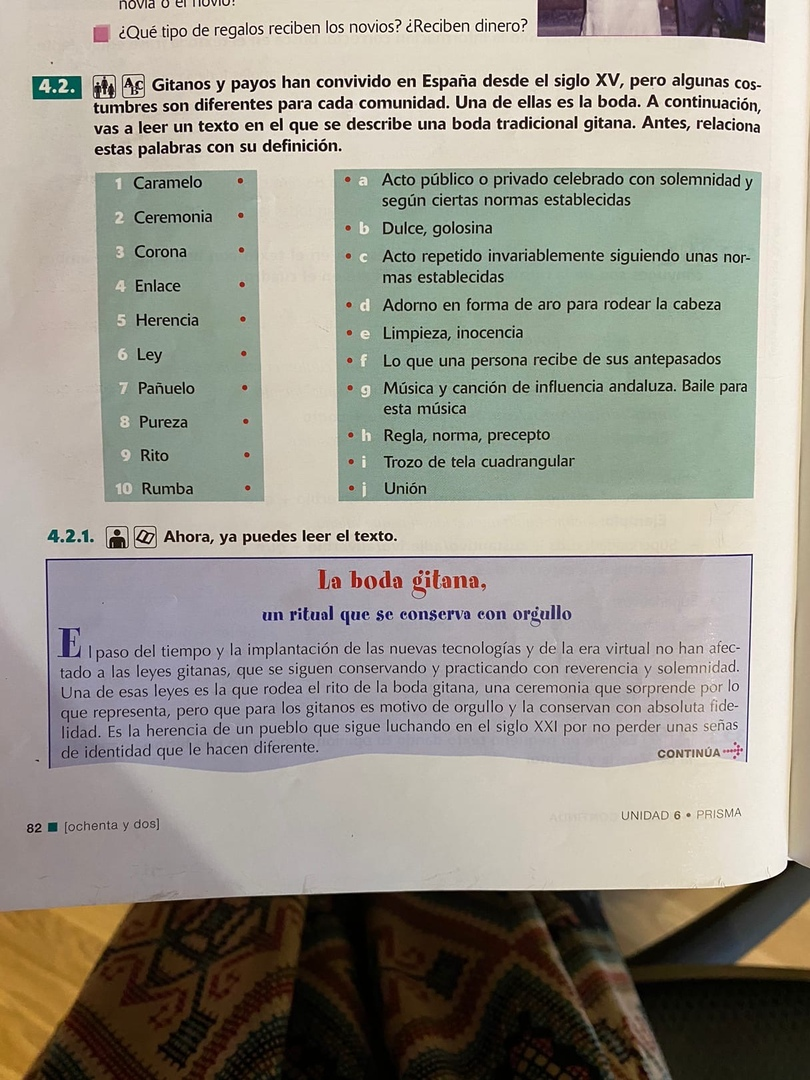 novia o el novio?
¿Qué tipo de regalos reciben los novios? ¿Reciben dinero?
4.2. Gitanos y payos han convivido en España desde el siglo XV, pero algunas cos-
tumbres son diferentes para cada comunidad. Una de ellas es la boda. A continuación,
vas a leer un texto en el que se describe una boda tradicional gitana. Antes, relaciona
estas palabras con su definición.
1 Caramelo
2 Ceremonia
3 Corona
4 Enlace
5 Herencia
6 Ley
7 Pañuelo
8 Pureza
9 Rito
10 Rumba
a Acto público o privado celebrado con solemnidad y
según ciertas normas establecidas
b Dulce, golosina
c Acto repetido invariablemente siguiendo unas nor-
mas establecidas
d Adorno en forma de aro para rodear la cabeza
e Limpieza, inocencia
f Lo que una persona recibe de sus antepasados
g Música y canción de influencia andaluza. Baile para
esta música
h Regla, norma, precepto
i Trozo de tela cuadrangular
j Unión
4.2.1. Ahora, ya puedes leer el texto.
La boda gitana,
un ritual que se conserva con orgullo
El paso del tiempo y la implantación de las nuevas tecnologías y de la era virtual no han afec-
tado a las leyes gitanas, que se siguen conservando y practicando con reverencia y solemnidad.
Una de esas leyes es la que rodea el rito de la boda gitana, una ceremonia que sorprende por lo
que representa, pero que para los gitanos es motivo de orgullo y la conservan con absoluta fide-
lidad. Es la herencia de un pueblo que sigue luchando en el siglo XXI por no perder unas señas
de identidad que le hacen diferente.
CONTINÚA
82 [ochenta y dos]
UNIDAD 6 • PRISMA